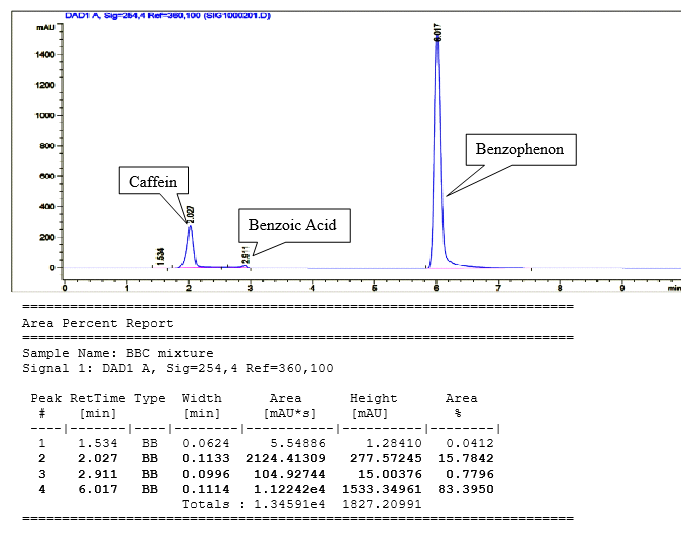 DAD1 A, Sig=254,4 Ref=360,100 (SIG1000201.D)
mAU
1400
1200
1000
800
600
400
200
0
6.017
Benzophenon
Caffein
2.027
Benzoic Acid
1.534
2.911
0 1 2 3 4 5 6 7 8 9 min
==========================================================================
Area Percent Report
==========================================================================
Sample Name: BBC mixture
Signal 1: DAD1 A, Sig=254,4 Ref=360,100
Peak RetTime Type Width Area Height Area
# [min] [min] [mAU*s] [mAU] %
----|-------|----|-------|----------|----------|--------|
1 1.534 BB 0.0624 5.54886 1.28410 0.0412
2 2.027 BB 0.1133 2124.41309 277.57245 15.7842
3 2.911 BB 0.0996 104.92744 15.00376 0.7796
4 6.017 BB 0.1114 1.12242e4 1533.34961 83.3950
Totals : 1.34591e4 1827.20991
==========================================================================